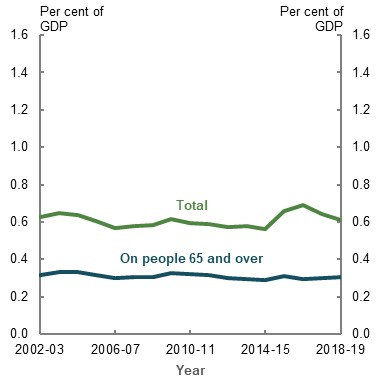 Per cent of
GDP
Per cent of
GDP
1.6
1.6
1.4
1.4
1.2
1.2
1.0
1.0
0.8
0.8
Total
0.6
0.6
On people 65 and over
0.4
0.4
0.2
0.2
0.0
0.0
2002-03 2006-07 2010-11 2014-15 2018-19
Year